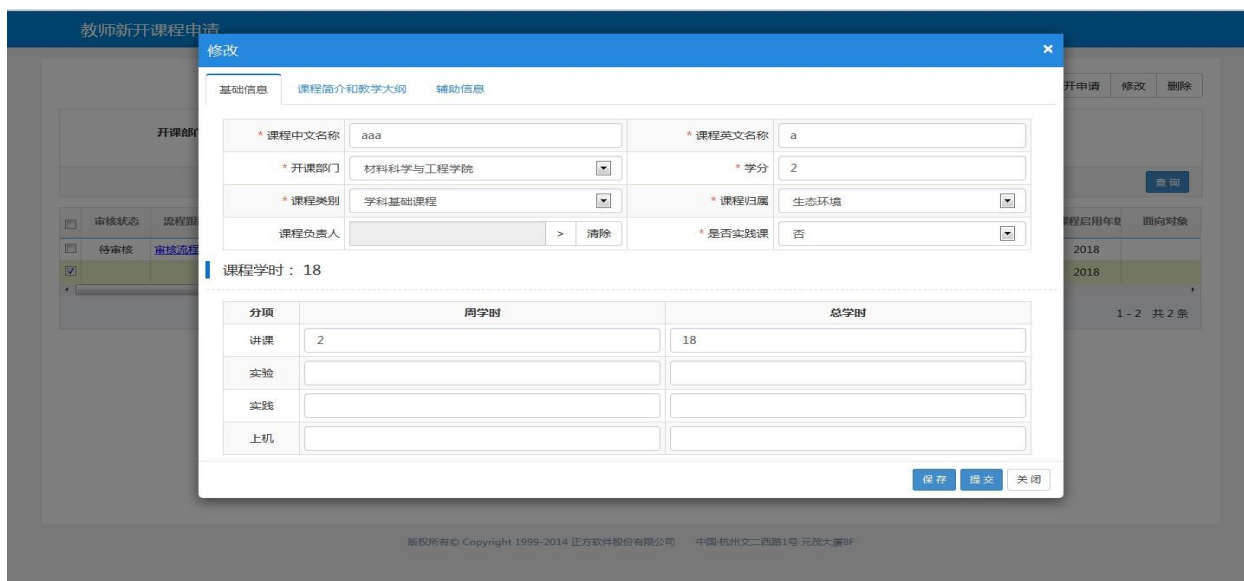 教师新开课程申请
修改 ×
基础信息 课程简介和教学大纲 辅助信息
开申请 修改 删除
开课部门
* 课程中文名称 aaa * 课程英文名称 a
* 开课部门 材料科学与工程学院 * 学分 2
查 询
* 课程类别 学科基础课程 * 课程归属 生态环境
课程负责人 > 清除 * 是否实践课 否
审核状态 流程跟 课程启用年 面向对象
待审核 审核流程 2018
2018
课程学时： 18
1 - 2 共 2 条
分项 周学时 总学时
讲课 2 18
实验
实践
上机
保 存 提 交 关 闭
版权所有© Copyright 1999-2014 正方软件股份有限公司 中国·杭州文二西路1号 元茂大厦8F